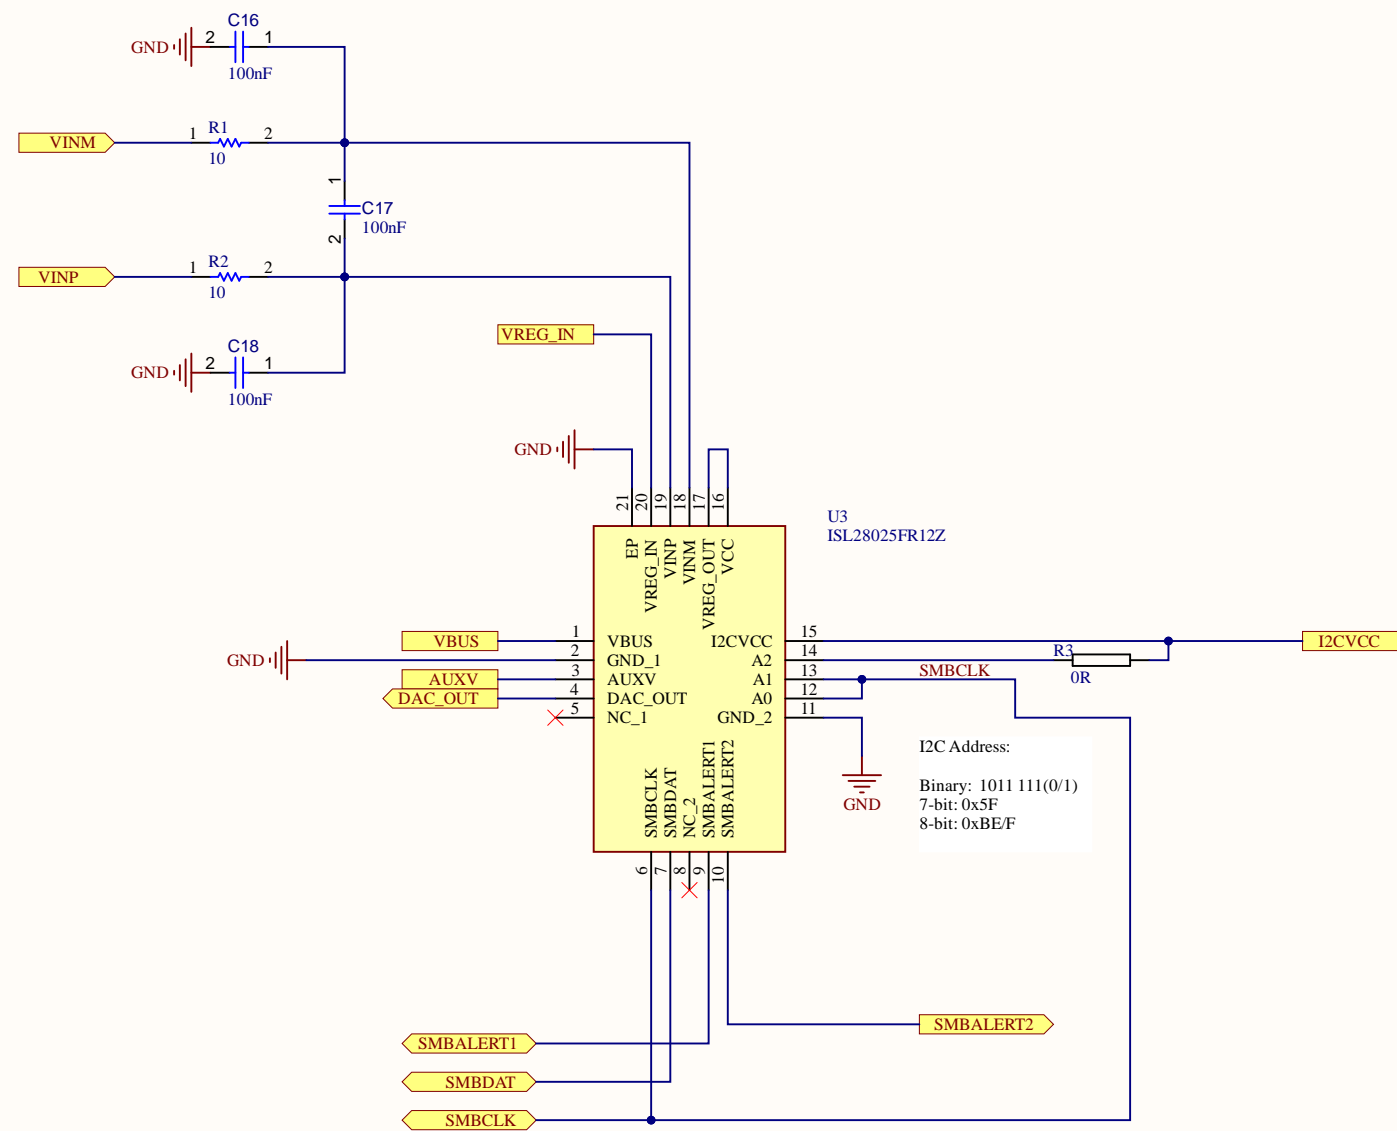 C16
GND 2 1
100nF
R1
VINM 1 2
10
1
C17
100nF
2
R2
VINP 1 2
10
VREG_IN
C18
GND 2 1
100nF
GND
21 20 19 18 17 16
U3
ISL28025FR12Z
EP VREG_IN VINP VINM VREG_OUT VCC
VBUS 1 VBUS I2CVCC 15 I2CVCC
GND 2 GND_1 A2 14 R3
0R
AUXV 3 AUXV A1 13 SMBCLK
DAC_OUT 4 DAC_OUT A0 12
5 NC_1 GND_2 11
SMBCLK SMBDAT NC_2 SMBALERT1 SMBALERT2
6 7 8 9 10
GND
I2C Address:
Binary: 1011 111(0/1)
7-bit: 0x5F
8-bit: 0xBE/F
SMBALERT2
SMBALERT1
SMBDAT
SMBCLK